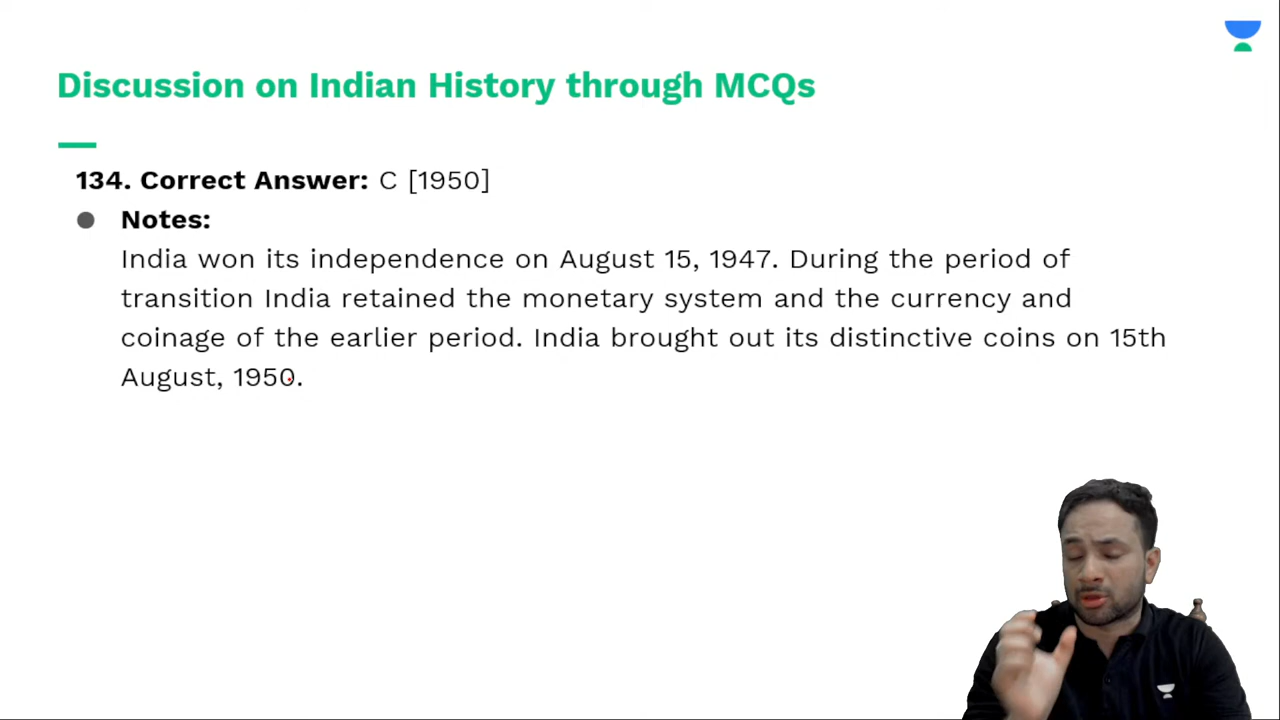 Discussion on Indian History through MCQs
134. Correct Answer: C [1950]
Notes:
India won its independence on August 15, 1947. During the period of
transition India retained the monetary system and the currency and
coinage of the earlier period. India brought out its distinctive coins on 15th
August, 1950.